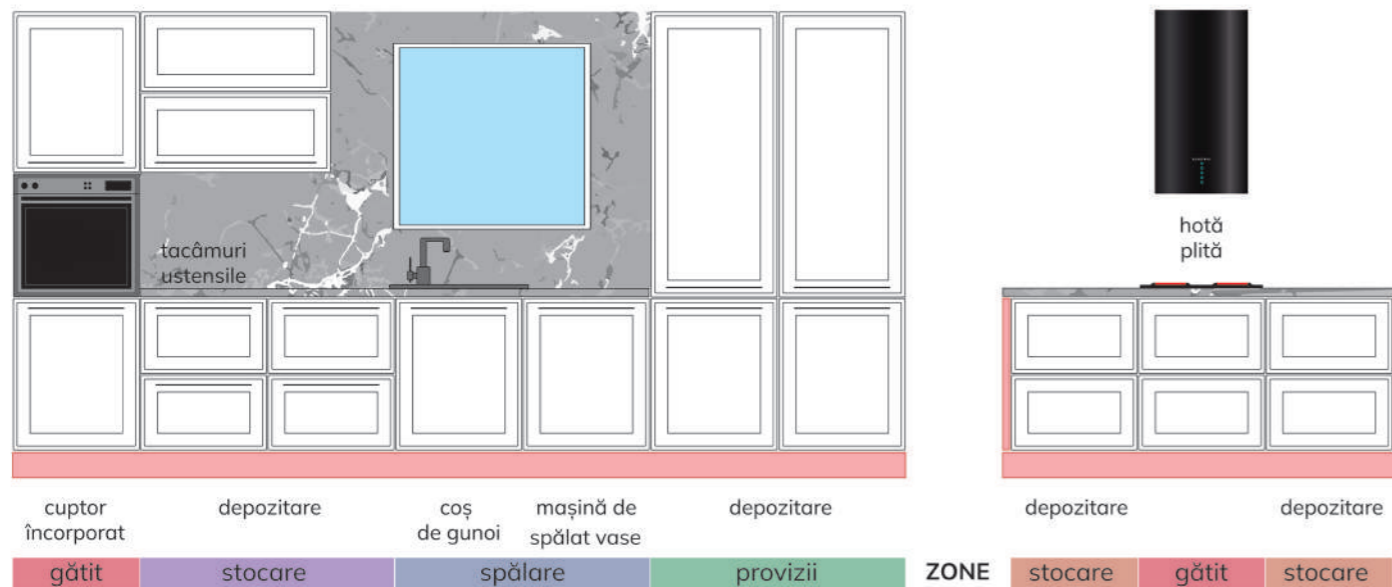 tacâmuri
ustensile
hotă
plită
cuptor
încorporat
depozitare
coș
de gunoi
mașină de
spălat vase
depozitare
depozitare
depozitare
gătit
stocare
spălare
provizii
ZONE
stocare
gătit
stocare